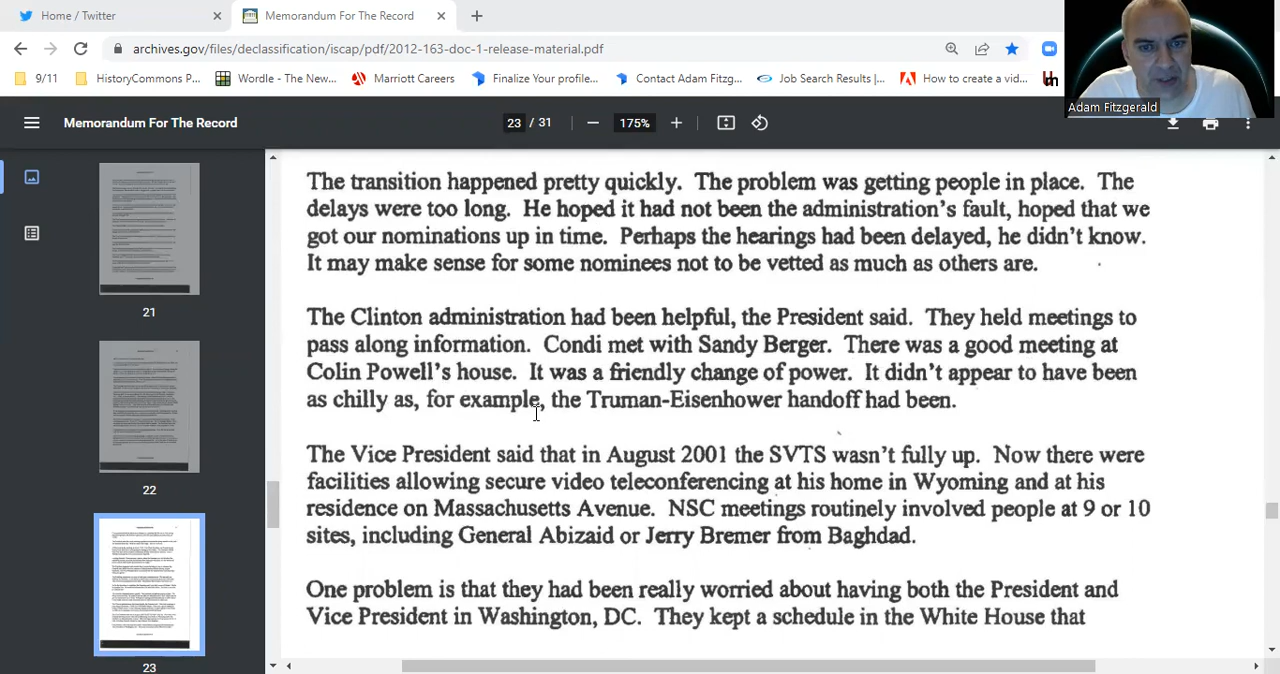 Home / Twitter
Memorandum For The Record
archives.gov/files/declassification/iscap/pdf/2012-163-doc-1-release-material.pdf
9/11
HistoryCommons P...
Wordle - The New...
Marriott Careers
Finalize Your profile...
Contact Adam Fitzg...
Job Search Results |...
How to create a vid...
Adam Fitzgerald
Memorandum For The Record
23 / 31
175%
21
22
23
The transition happened pretty quickly. The problem was getting people in place. The
delays were too long. He hoped it had not been the administration's fault, hoped that we
got our nominations up in time. Perhaps the hearings had been delayed, he didn't know.
It may make sense for some nominees not to be vetted as much as others are.
The Clinton administration had been helpful, the President said. They held meetings to
pass along information. Condi met with Sandy Berger. There was a good meeting at
Colin Powell's house. It was a friendly change of power. It didn't appear to have been
as chilly as, for example, the Truman-Eisenhower handoff had been.
The Vice President said that in August 2001 the SVTS wasn't fully up. Now there were
facilities allowing secure video teleconferencing at his home in Wyoming and at his
residence on Massachusetts Avenue. NSC meetings routinely involved people at 9 or 10
sites, including General Abizaid or Jerry Bremer from Baghdad.
One problem is that they had been really worried about having both the President and
Vice President in Washington, DC. They kept a schedule in the White House that